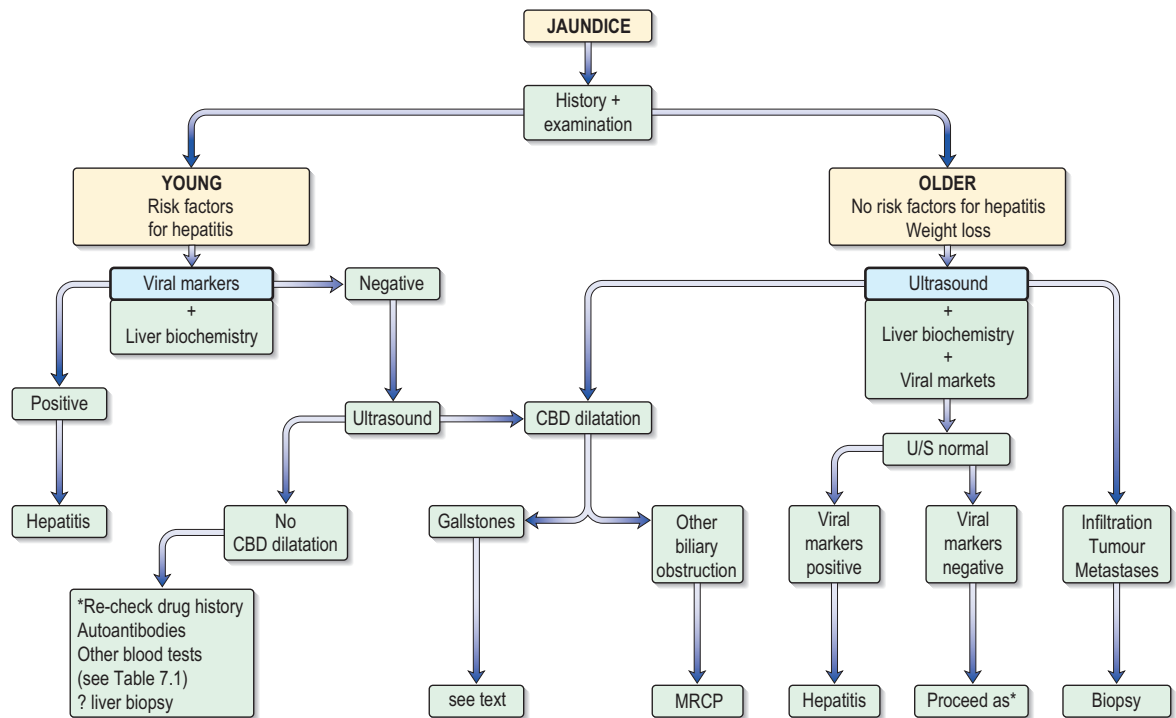 JAUNDICE
History +
examination
YOUNG
Risk factors
for hepatitis
OLDER
No risk factors for hepatitis
Weight loss
Viral markers
+
Liver biochemistry
Negative
Ultrasound
+
Liver biochemistry
+
Viral markets
Positive
Ultrasound
CBD dilatation
U/S normal
Hepatitis
No
CBD dilatation
Gallstones
Other
biliary
obstruction
Viral
markers
positive
Viral
markers
negative
Infiltration
Tumour
Metastases
*Re-check drug history
Autoantibodies
Other blood tests
(see Table 7.1)
? liver biopsy
see text
MRCP
Hepatitis
Proceed as*
Biopsy